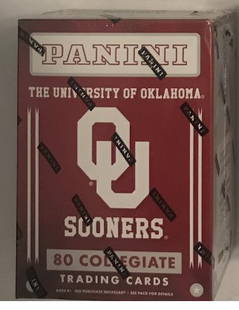 PANINI
THE UNIVERSITY OF OKLAHOMA
OU
SOONERS
80 COLLEGIATE
TRADING CARDS